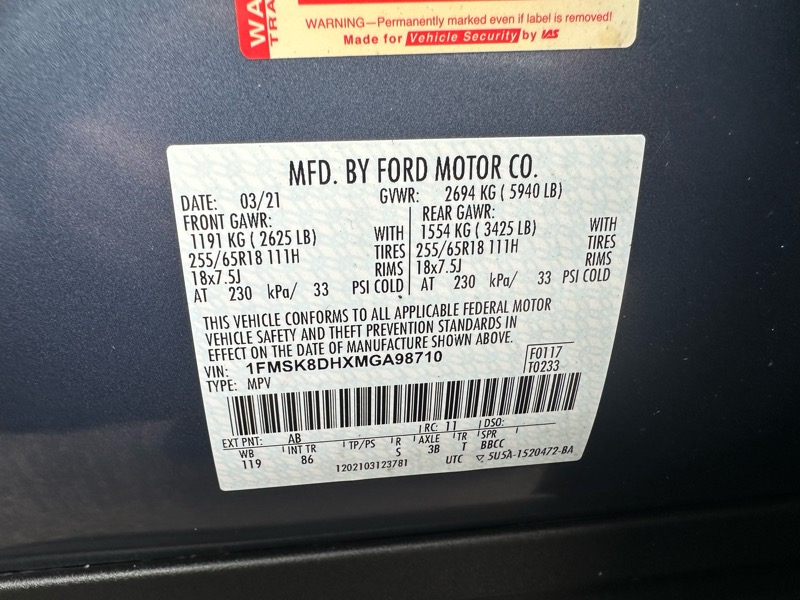 WARNING—Permanently marked even if label is removed!
Made for Vehicle Security by IAS
MFD. BY FORD MOTOR CO.
DATE: 03/21 GVWR: 2694 KG ( 5940 LB)
FRONT GAWR: REAR GAWR:
1191 KG ( 2625 LB) WITH 1554 KG ( 3425 LB) WITH
255/65R18 111H TIRES 255/65R18 111H TIRES
18x7.5J RIMS 18x7.5J RIMS
AT 230 kPa/ 33 PSI COLD AT 230 kPa/ 33 PSI COLD
THIS VEHICLE CONFORMS TO ALL APPLICABLE FEDERAL MOTOR
VEHICLE SAFETY AND THEFT PREVENTION STANDARDS IN
EFFECT ON THE DATE OF MANUFACTURE SHOWN ABOVE.
VIN: 1FMSK8DHXMGA98710 F0117
TYPE: MPV T0233
EXT PNT: AB RC: 11 DSO:
WB INT TR TP/PS R AXLE TR SPR
119 86 S 3B T BBCC
1202103123781 UTC ▽ 5U5A-1520472-BA